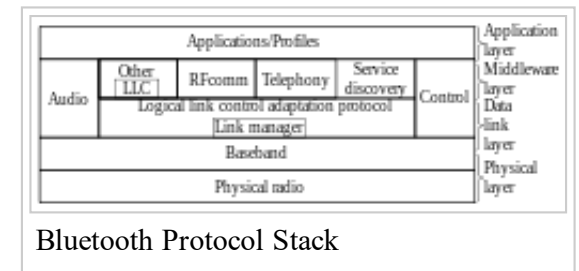 Applications/Profiles
Application
layer
Audio
Other
LLC
RFcomm
Telephony
Service
discovery
Control
Middleware
layer
Logical link control adaptation protocol
Data
link
layer
Link manager
Baseband
Physical radio
Physical
layer
Bluetooth Protocol Stack